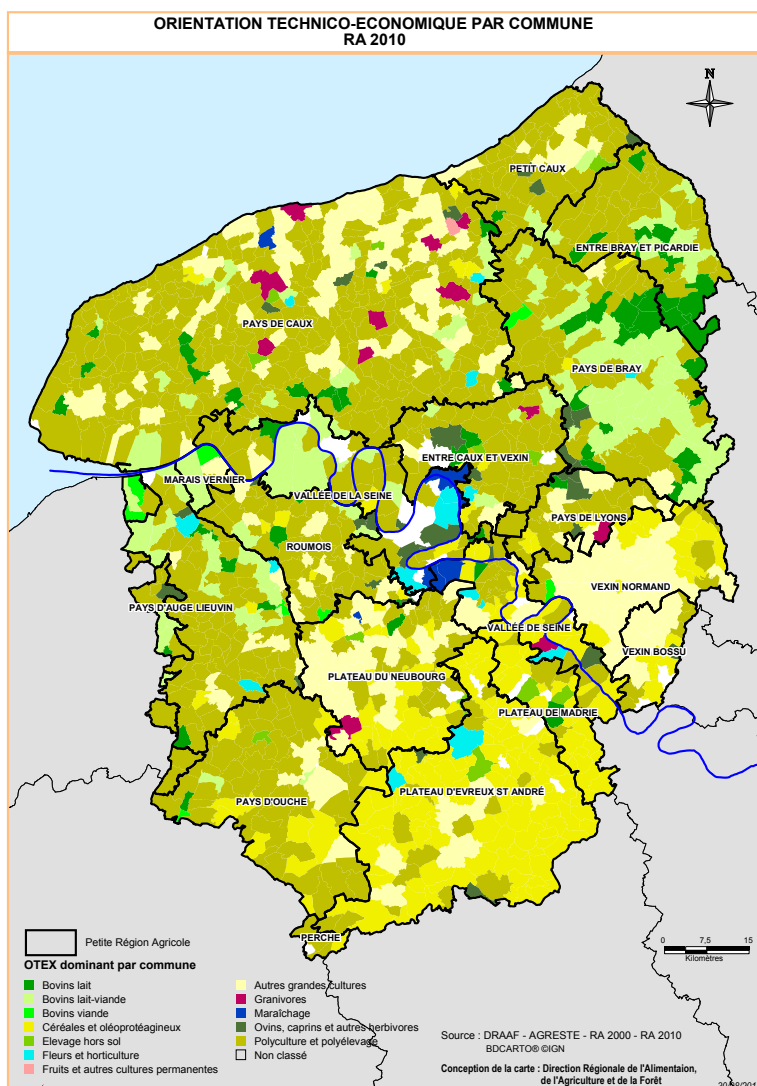 ORIENTATION TECHNICO-ECONOMIQUE PAR COMMUNE
RA 2010
N
PETIT CAUX
ENTRE BRAY ET PICARDIE
PAYS DE CAUX
PAYS DE BRAY
ENTRE CAUX ET VEXIN
MARAIS VERNIER
VALLÉE DE LA SEINE
PAYS DE LYONS
ROUMOIS
VEXIN NORMAND
PAYS D'AUGE LIEUVIN
VALLÉE DE SEINE
VEXIN BOSSU
PLATEAU DU NEUBOURG
PLATEAU DE MADRIE
PLATEAU D'EVREUX ST ANDRÉ
PAYS D'OUCHE
PERCHE
Petite Région Agricole
0 7,5 15
Kilomètres
OTEX dominant par commune
Bovins lait
Bovins lait-viande
Bovins viande
Céréales et oléoprotéagineux
Elevage hors sol
Fleurs et horticulture
Fruits et autres cultures permanentes
Autres grandes cultures
Granivores
Maraîchage
Ovins, caprins et autres herbivores
Polyculture et polyélevage
Non classé
Source : DRAAF - AGRESTE - RA 2000 - RA 2010
BDCARTO® ©IGN
Conception de la carte : Direction Régionale de l'Alimentaion,
de l'Agriculture et de la Forêt